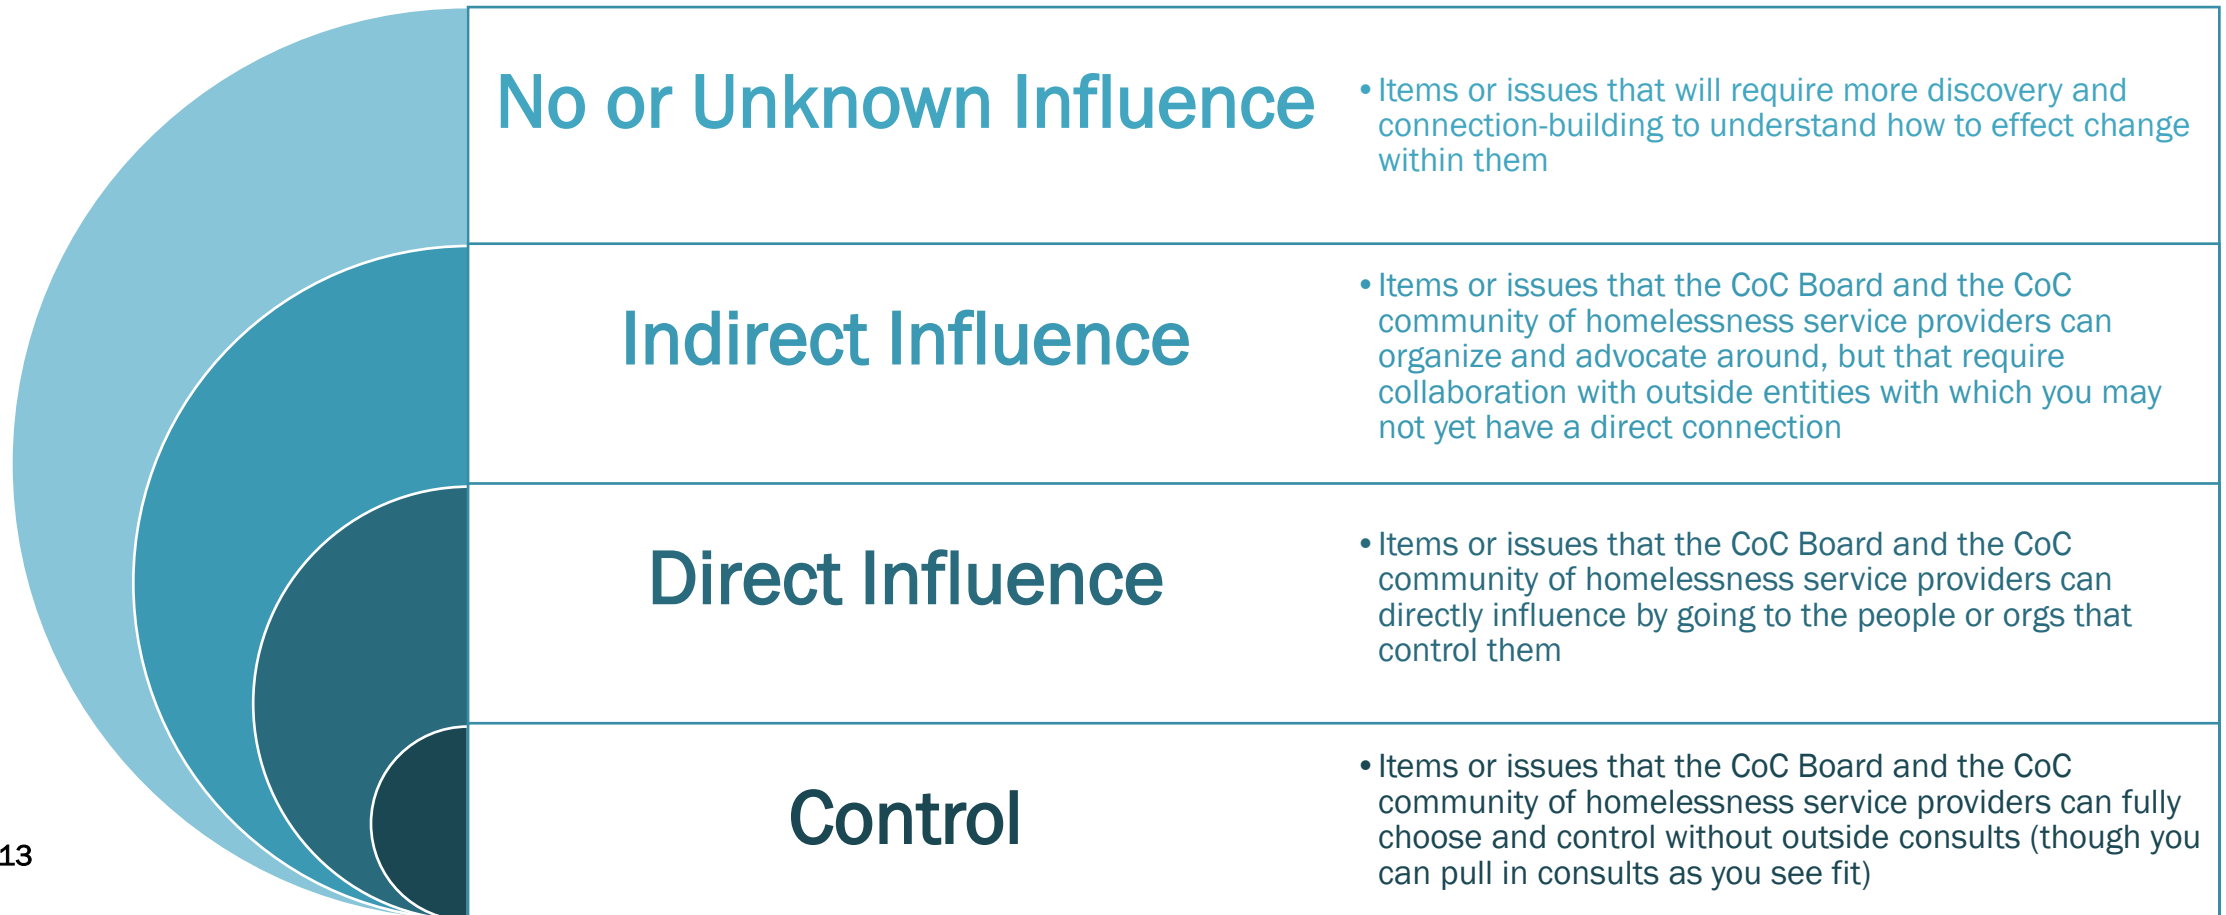 No or Unknown Influence
• Items or issues that will require more discovery and
connection-building to understand how to effect change
within them
Indirect Influence
• Items or issues that the CoC Board and the CoC
community of homelessness service providers can
organize and advocate around, but that require
collaboration with outside entities with which you may
not yet have a direct connection
Direct Influence
• Items or issues that the CoC Board and the CoC
community of homelessness service providers can
directly influence by going to the people or orgs that
control them
Control
• Items or issues that the CoC Board and the CoC
community of homelessness service providers can fully
choose and control without outside consults (though you
can pull in consults as you see fit)
13